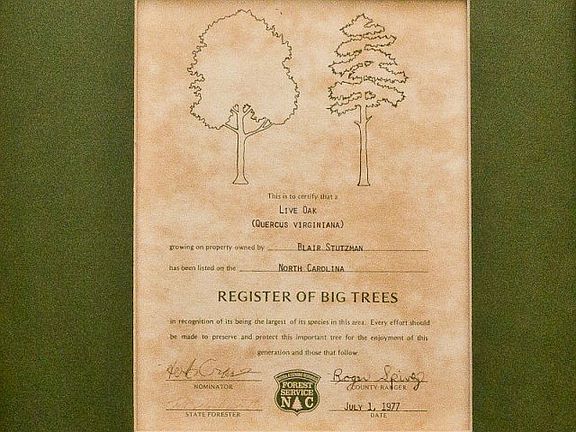 This is to certify that a
LIVE OAK
(QUERCUS VIRGINIANA)
growing on property owned by BLAIR STUTZMAN
has been listed on the NORTH CAROLINA
REGISTER OF BIG TREES
in recognition of its being the largest of its species in this area. Every effort should
be made to preserve and protect this important tree for the enjoyment of this
generation and those that follow
Roger Spivey
NOMINATOR COUNTY RANGER
FOREST
SERVICE
N C
JULY 1, 1977
STATE FORESTER DATE